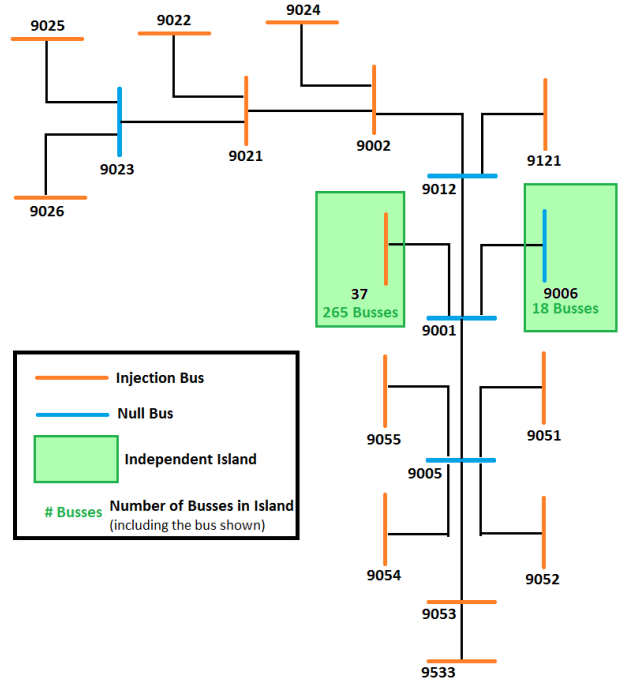 9024
9022
9025
9002
9021
9121
9023
9012
9026
37
265 Busses
9006
18 Busses
9001
Injection Bus
Null Bus
Independent Island
# Busses
Number of Busses in Island
(including the bus shown)
9055
9051
9005
9054
9052
9053
9533